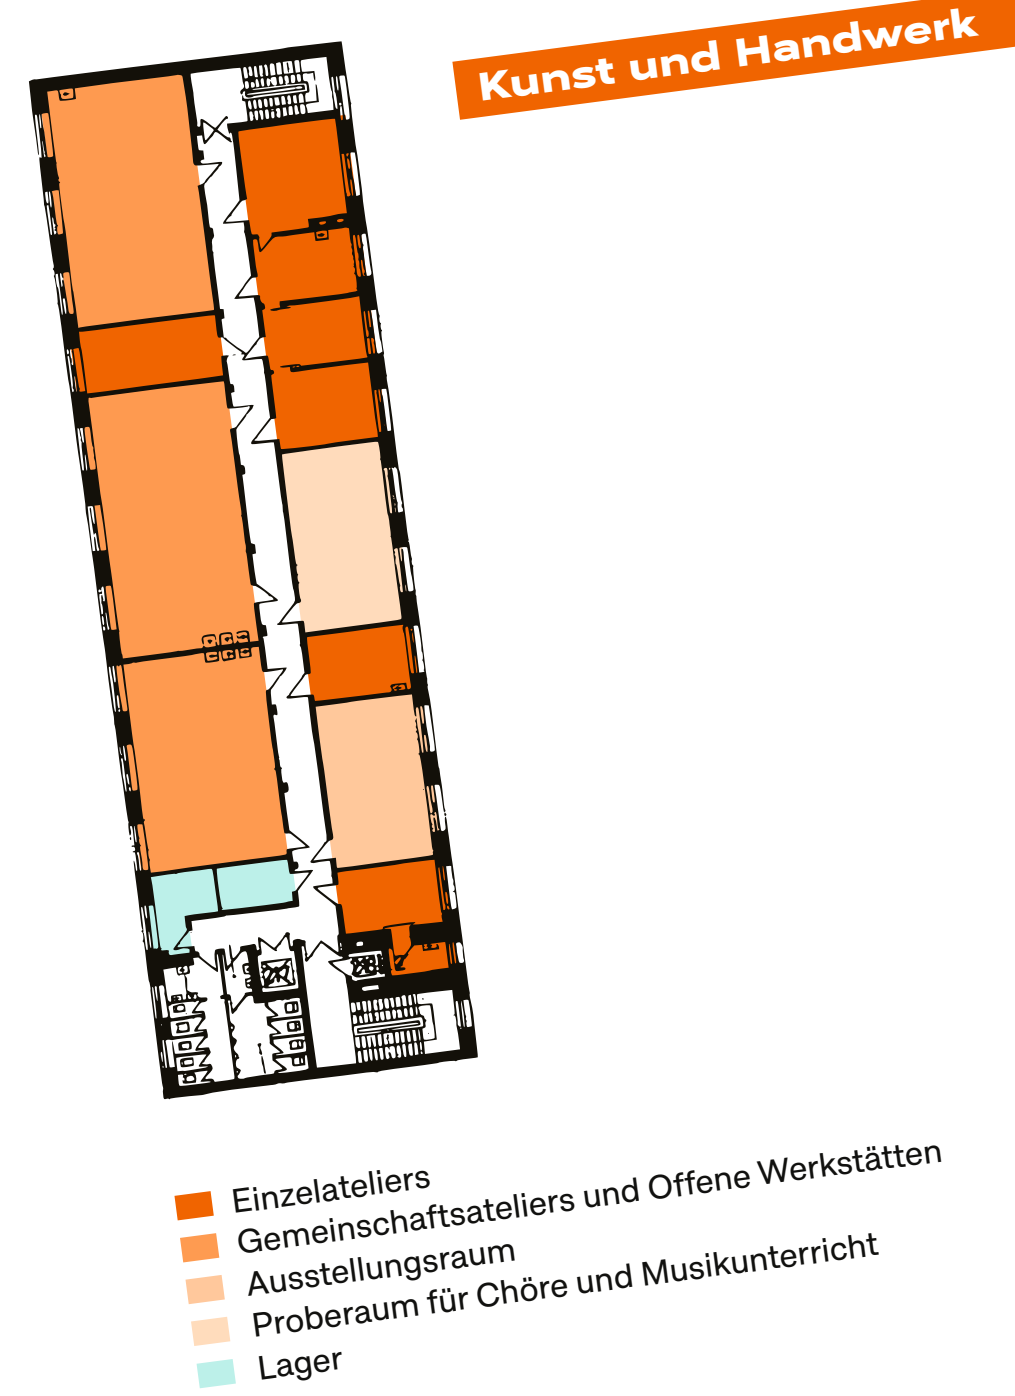 Kunst und Handwerk
Einzelateliers
Gemeinschaftsateliers und Offene Werkstätten
Ausstellungsraum
Proberaum für Chöre und Musikunterricht
Lager